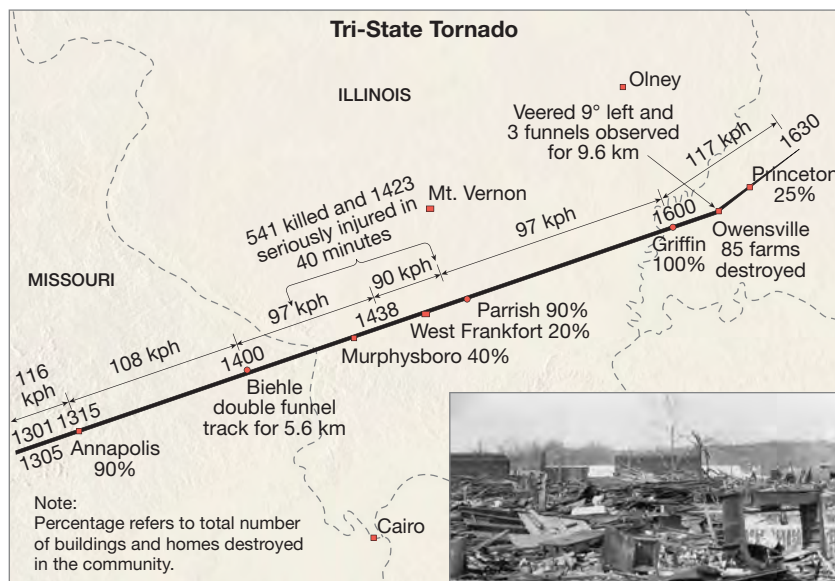 Tri-State Tornado
Olney
ILLINOIS
Veered 9° left and
3 funnels observed
for 9.6 km
117 kph
1630
Princeton
25%
Mt. Vernon
541 killed and 1423
seriously injured in
40 minutes
97 kph
1600
Owensville
85 farms
destroyed
Griffin
100%
MISSOURI
90 kph
97 kph
1438
Parrish 90%
West Frankfort 20%
Murphysboro 40%
108 kph
1400
Biehle
double funnel
track for 5.6 km
116
kph
1301
1315
1305
Annapolis
90%
Note:
Percentage refers to total number
of buildings and homes destroyed
in the community.
Cairo